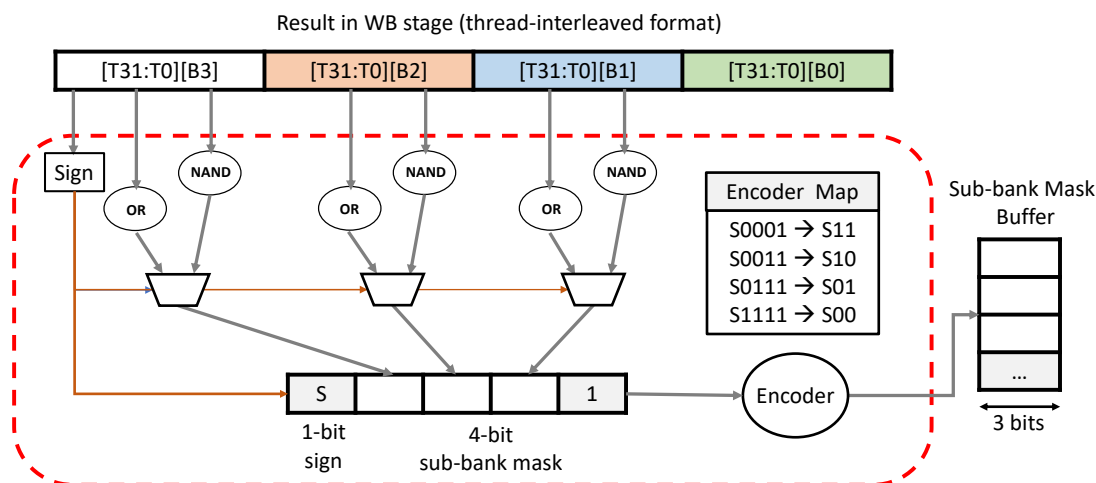 Result in WB stage (thread-interleaved format)
[T31:T0][B3] [T31:T0][B2] [T31:T0][B1] [T31:T0][B0]
Sign
NAND NAND NAND
OR OR OR
Encoder Map
S0001 → S11
S0011 → S10
S0111 → S01
S1111 → S00
Sub-bank Mask
Buffer
...
3 bits
S 1
Encoder
1-bit
sign
4-bit
sub-bank mask